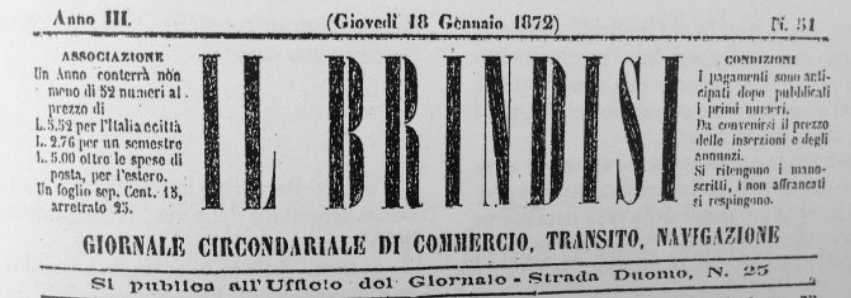 Anno III.
(Giovedì 18 Gennaio 1872)
N. 51
ASSOCIAZIONE
Un Anno conterrà non
meno di 52 numeri al
prezzo di
L. 5.52 per l'Italia e città
L. 2.76 per un semestre
L. 5.00 oltre le spese di
posta, per l'estero.
Un foglio sep. Cent. 15,
arretrato 25.
IL BRINDISI
CONDIZIONI
I pagamenti sono anti-
cipati dopo pubblicati
i primi numeri.
Da convenirsi il prezzo
delle inserzioni e degli
annunzi.
Si ritengono i mano-
scritti, i non affrancati
si respingono.
GIORNALE CIRCONDARIALE DI COMMERCIO, TRANSITO, NAVIGAZIONE
Si publica all'Ufficio del Giornale - Strada Duomo, N. 25